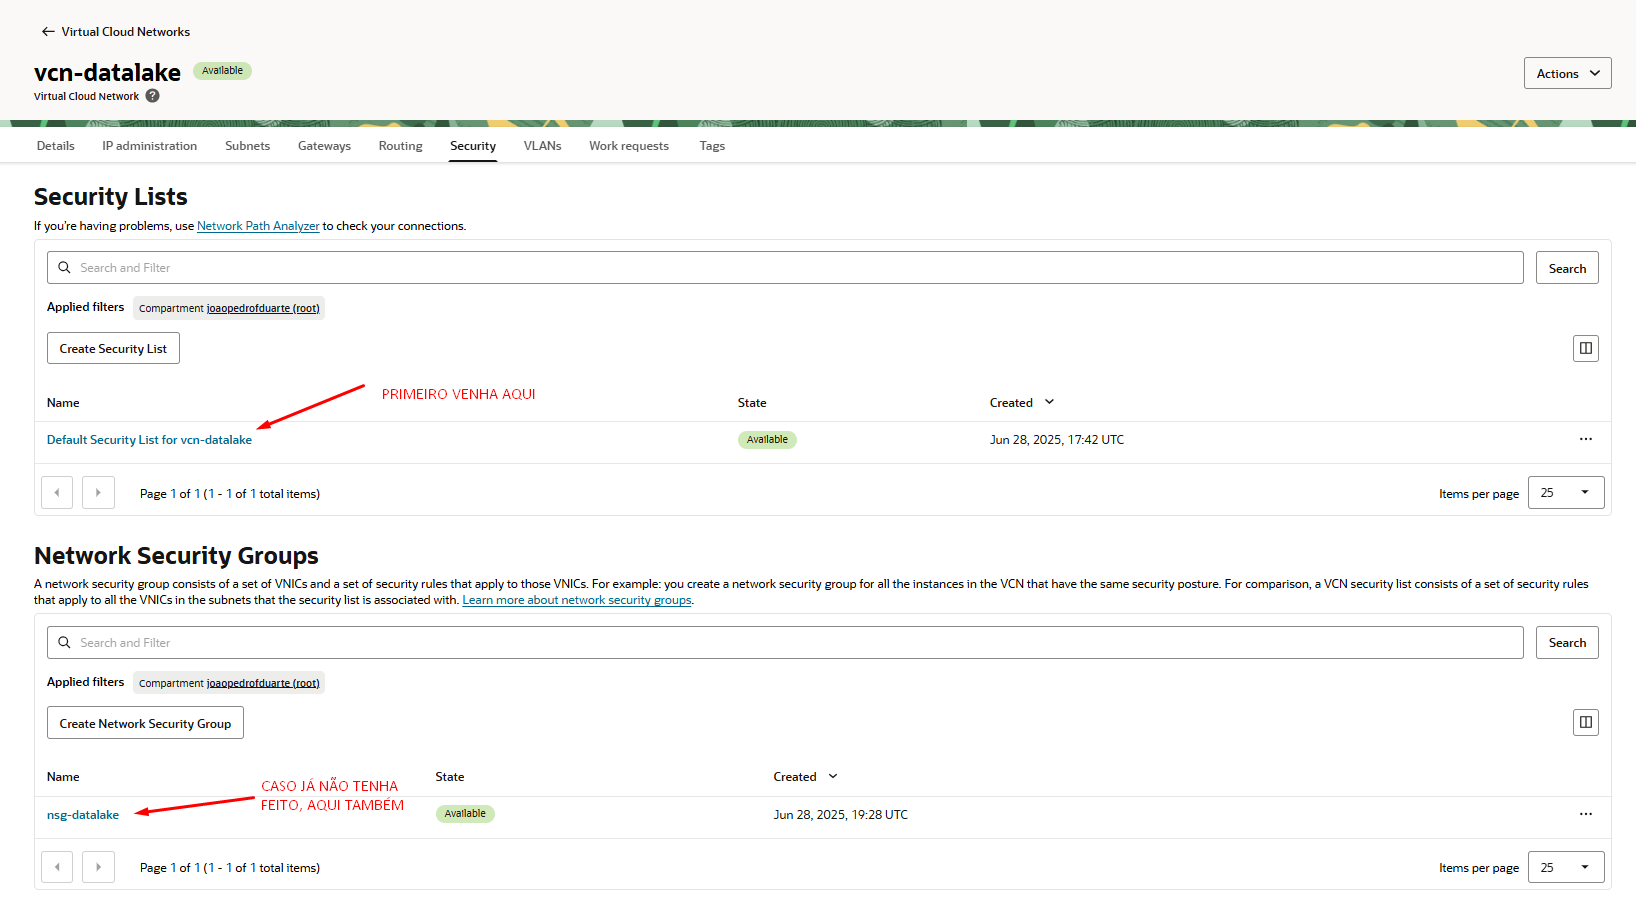 Virtual Cloud Networks
vcn-datalake Available
Actions
Virtual Cloud Network ?
Details IP administration Subnets Gateways Routing Security VLANs Work requests Tags
Security Lists
If you're having problems, use Network Path Analyzer to check your connections.
Search and Filter
Search
Applied filters Compartment joaopedrofduarte (root)
Create Security List
PRIMEIRO VENHA AQUI
Name State Created
Default Security List for vcn-datalake Available Jun 28, 2025, 17:42 UTC ...
Page 1 of 1 (1 - 1 of 1 total items) Items per page 25
Network Security Groups
A network security group consists of a set of VNICs and a set of security rules that apply to those VNICs. For example: you create a network security group for all the instances in the VCN that have the same security posture. For comparison, a VCN security list consists of a set of security rules
that apply to all the VNICs in the subnets that the security list is associated with. Learn more about network security groups.
Search and Filter
Search
Applied filters Compartment joaopedrofduarte (root)
Create Network Security Group
Name State Created
CASO JÁ NÃO TENHA
FEITO, AQUI TAMBÉM
nsg-datalake Available Jun 28, 2025, 19:28 UTC ...
Page 1 of 1 (1 - 1 of 1 total items) Items per page 25